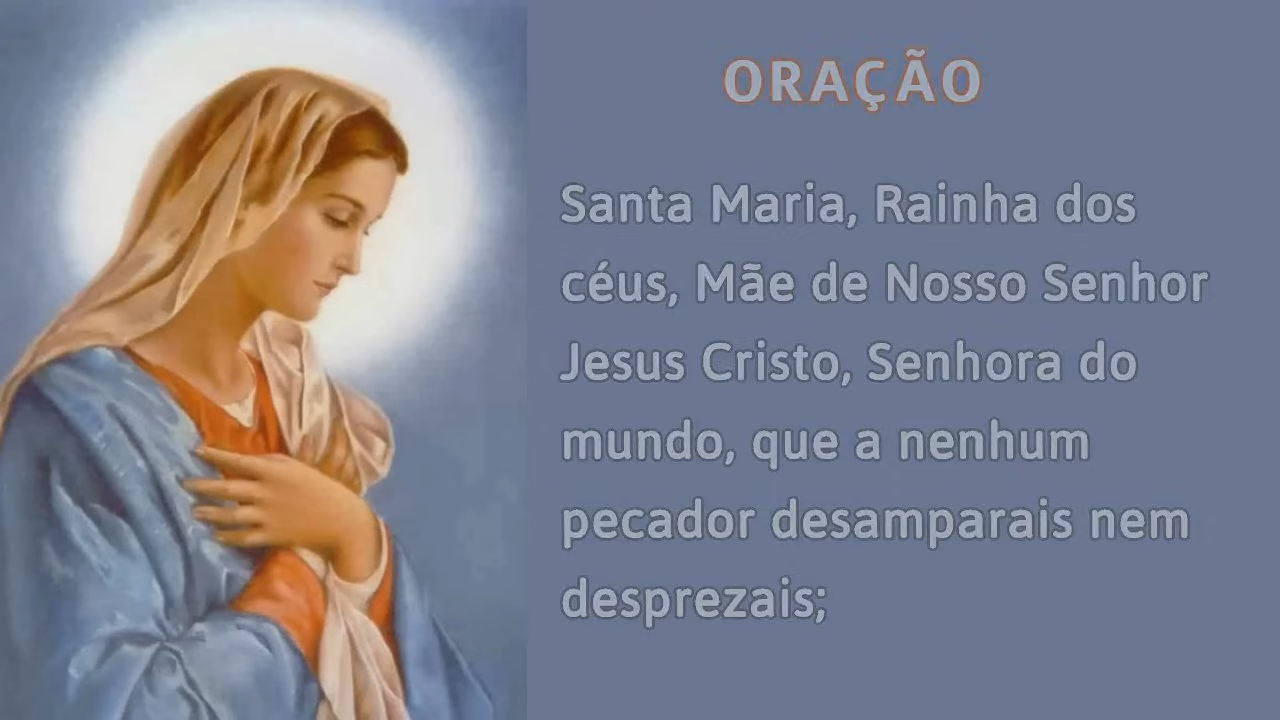 ORAÇÃO
Santa Maria, Rainha dos
céus, Mãe de Nosso Senhor
Jesus Cristo, Senhora do
mundo, que a nenhum
pecador desamparais nem
desprezais;